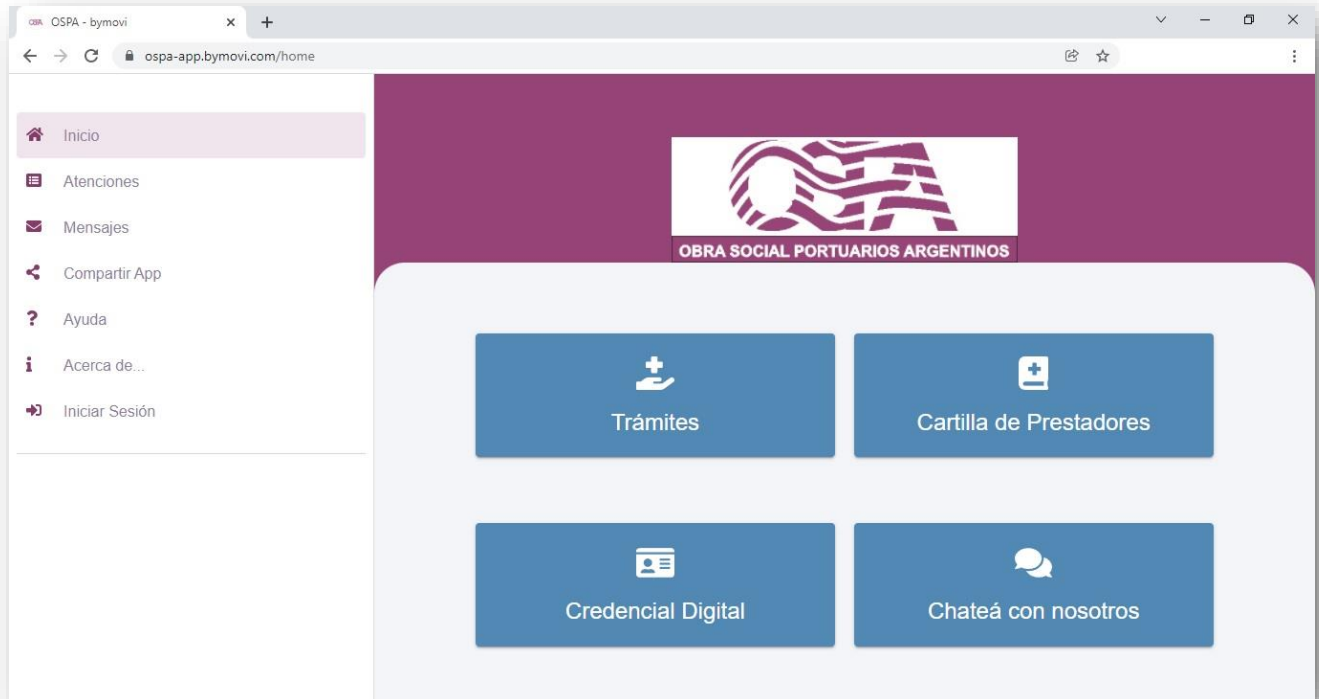 OSPA - bymovi
ospa-app.bymovi.com/home
Inicio
Atenciones
Mensajes
Compartir App
Ayuda
Acerca de...
Iniciar Sesión
OSPA
OBRA SOCIAL PORTUARIOS ARGENTINOS
Trámites
Cartilla de Prestadores
Credencial Digital
Chateá con nosotros